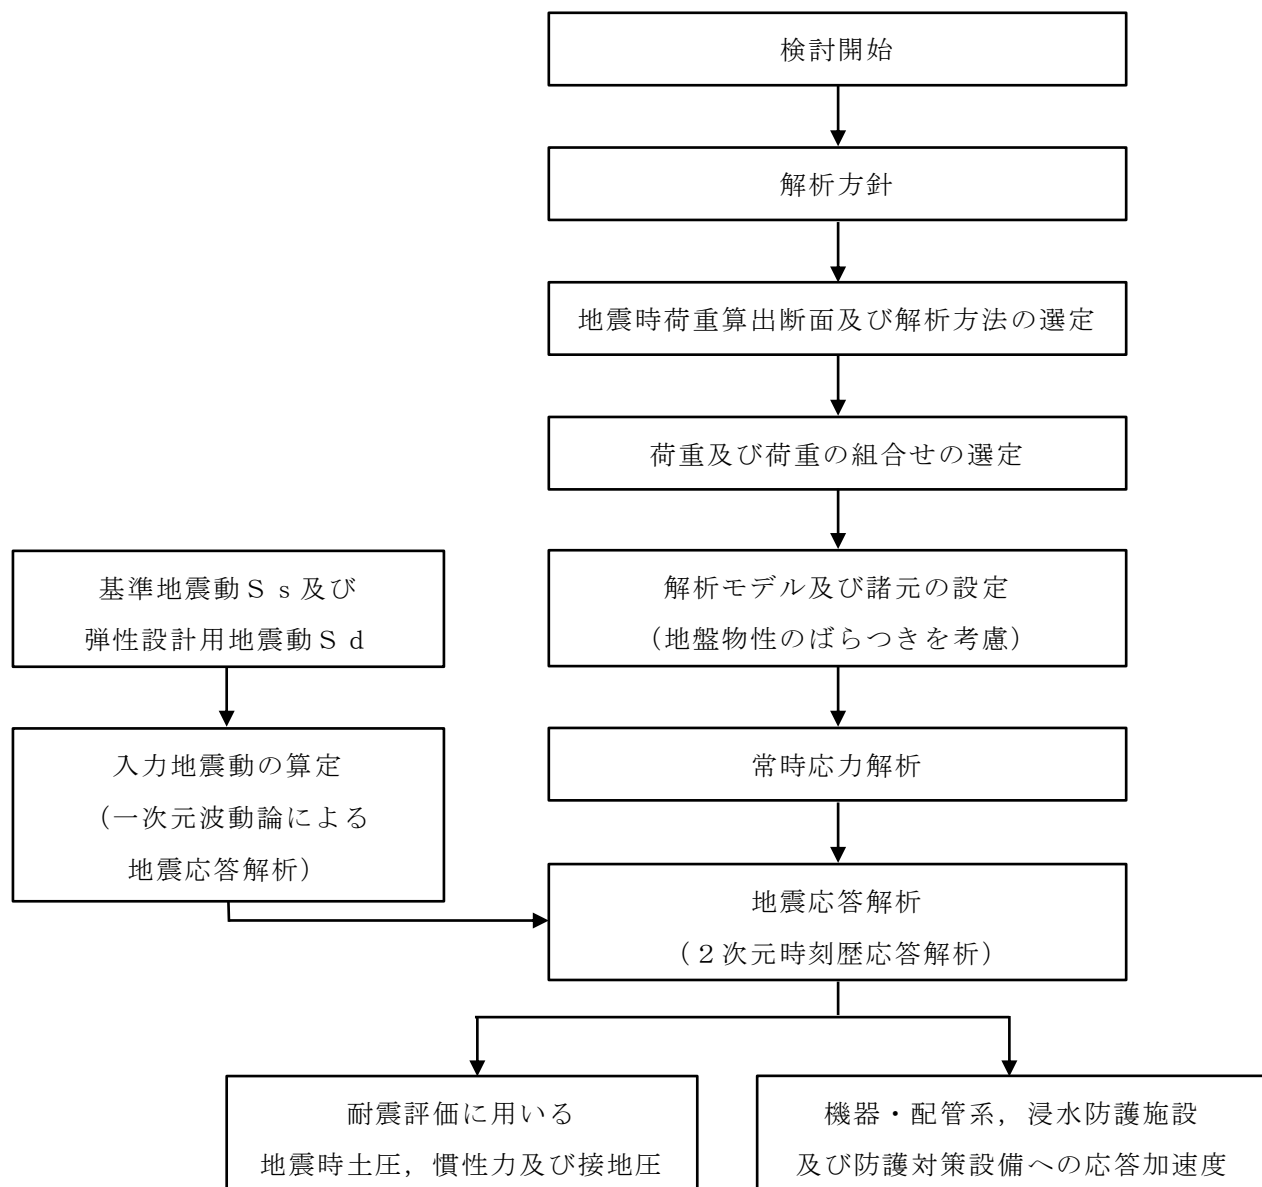 検討開始
解析方針
地震時荷重算出断面及び解析方法の選定
荷重及び荷重の組合せの選定
基準地震動Ｓｓ及び
弾性設計用地震動Ｓｄ
解析モデル及び諸元の設定
（地盤物性のばらつきを考慮）
入力地震動の算定
（一次元波動論による
地震応答解析）
常時応力解析
地震応答解析
（２次元時刻歴応答解析）
耐震評価に用いる
地震時土圧，慣性力及び接地圧
機器・配管系，浸水防護施設
及び防護対策設備への応答加速度